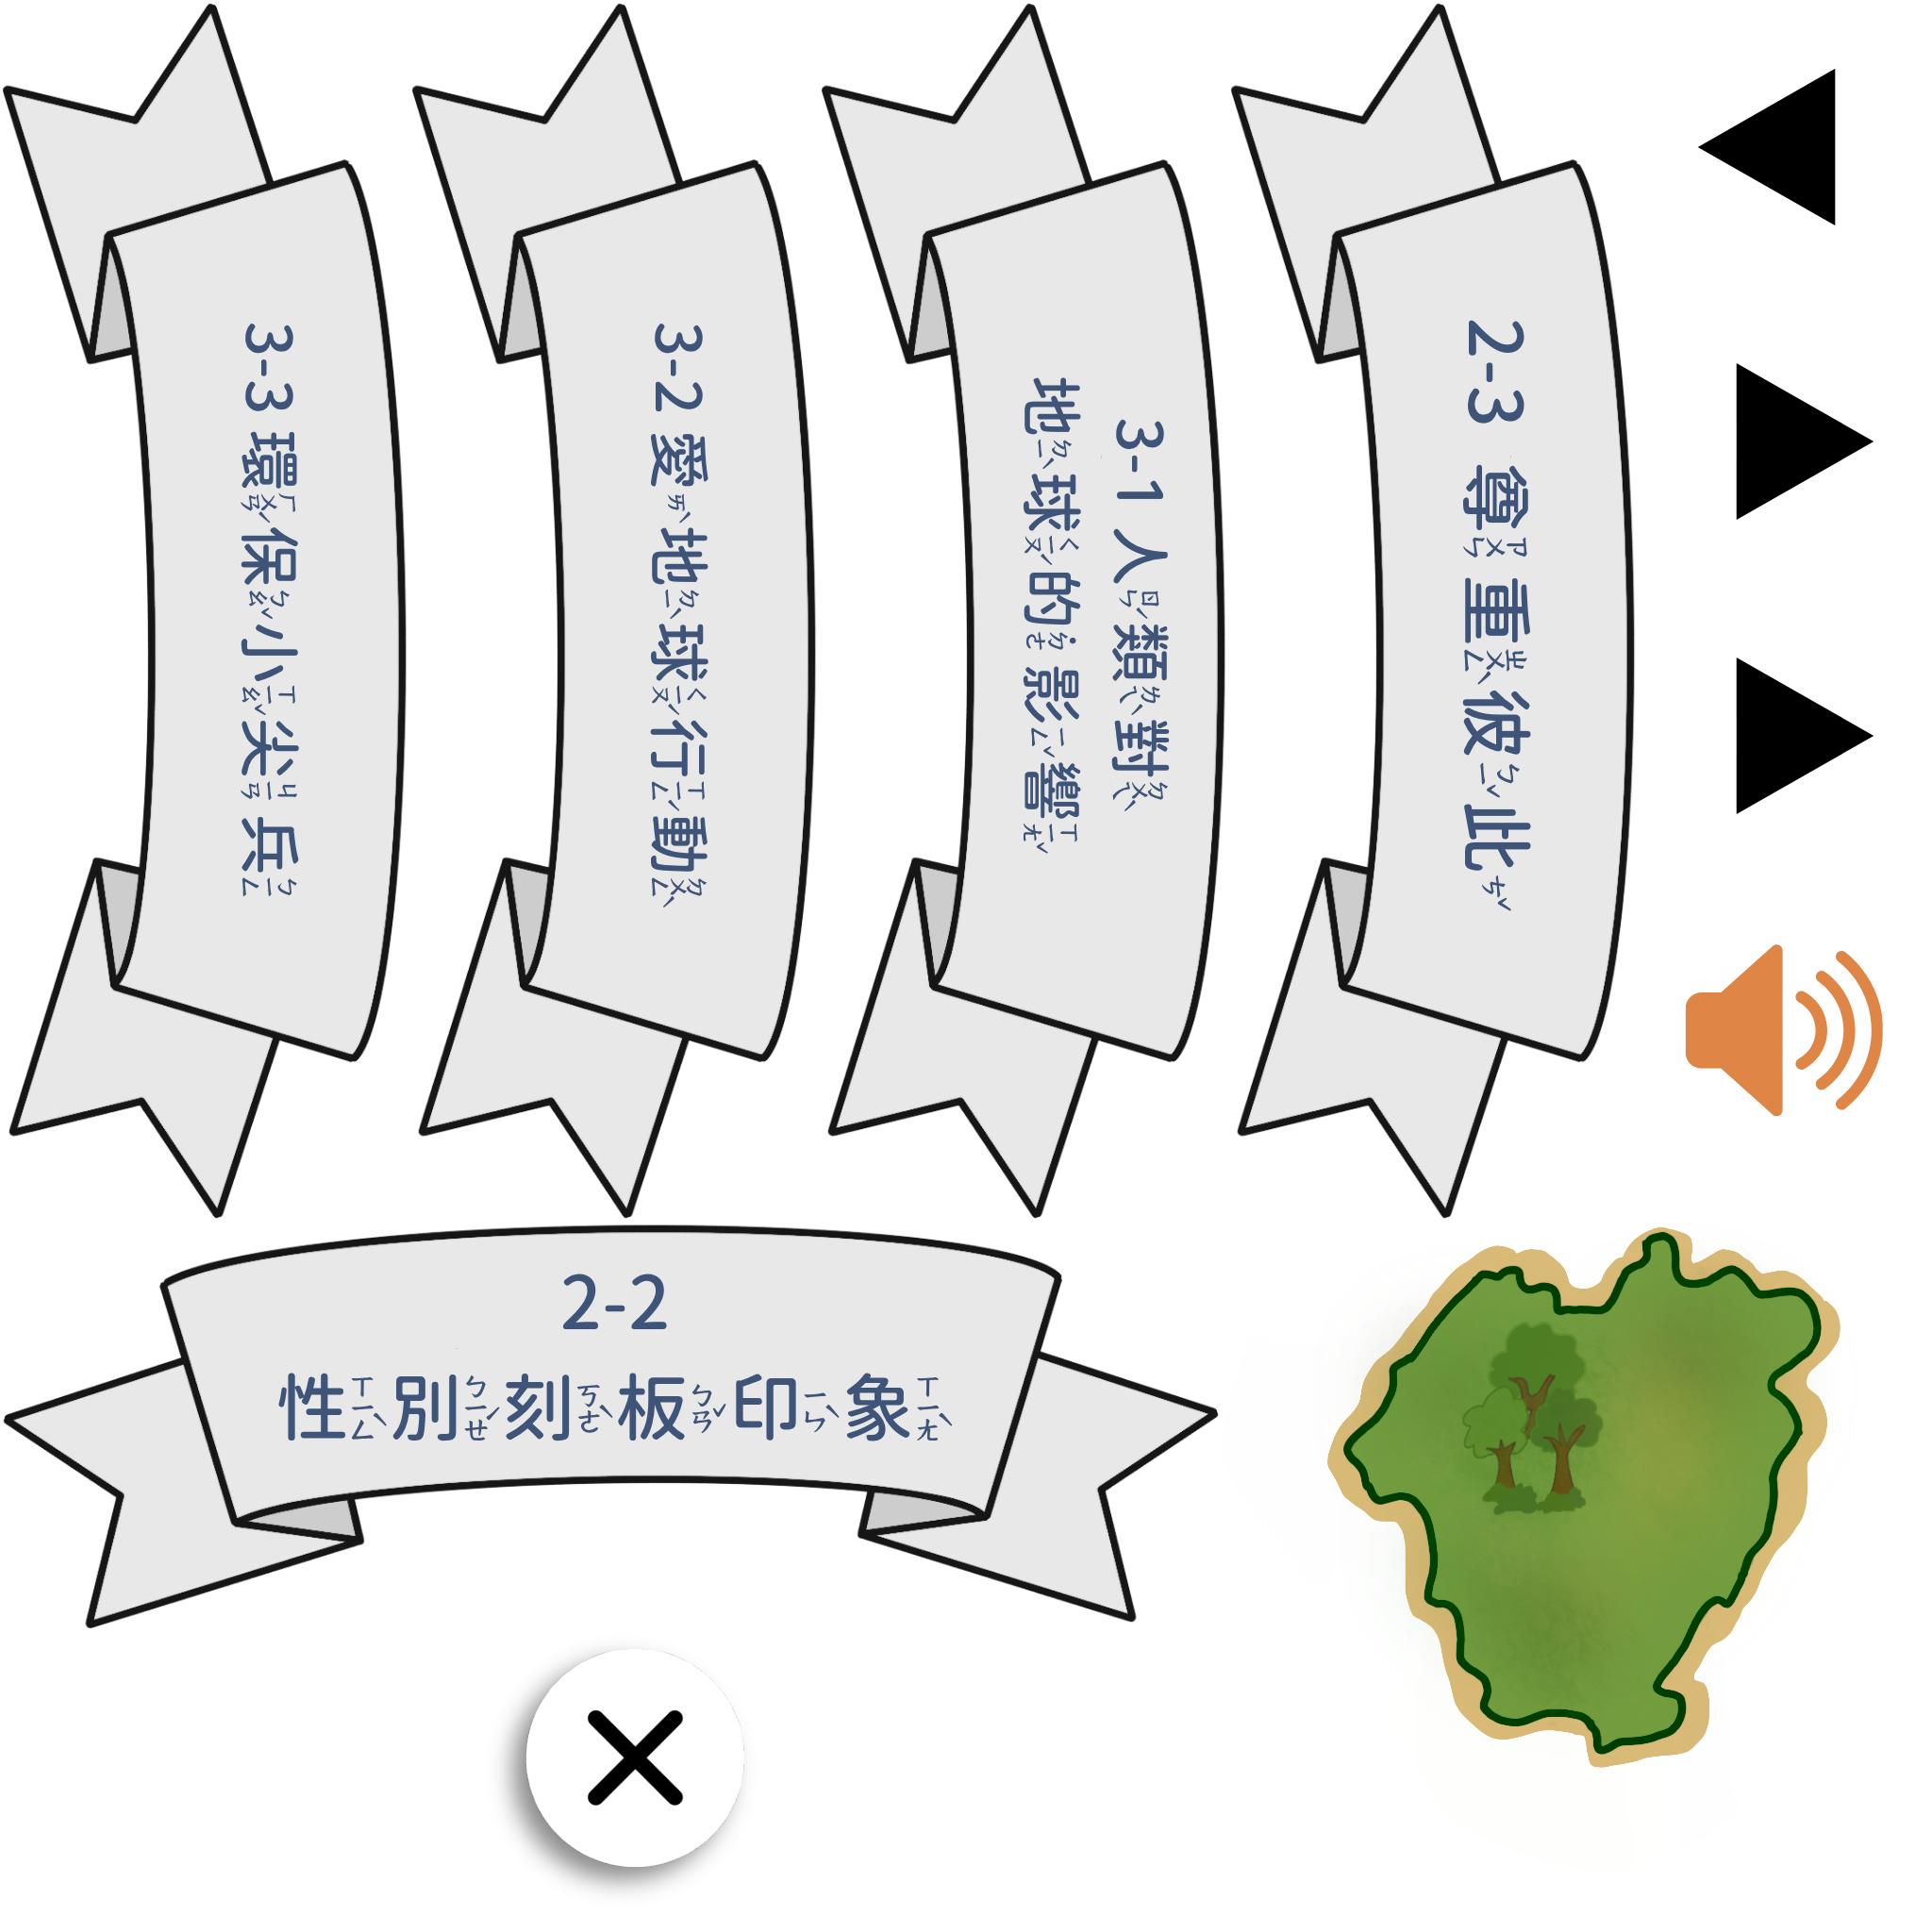 3-3 環保小尖兵
3-2 愛地球行動
3-1 人類對
地球的影響
2-3 尊重彼此
2-2
性別刻板印象